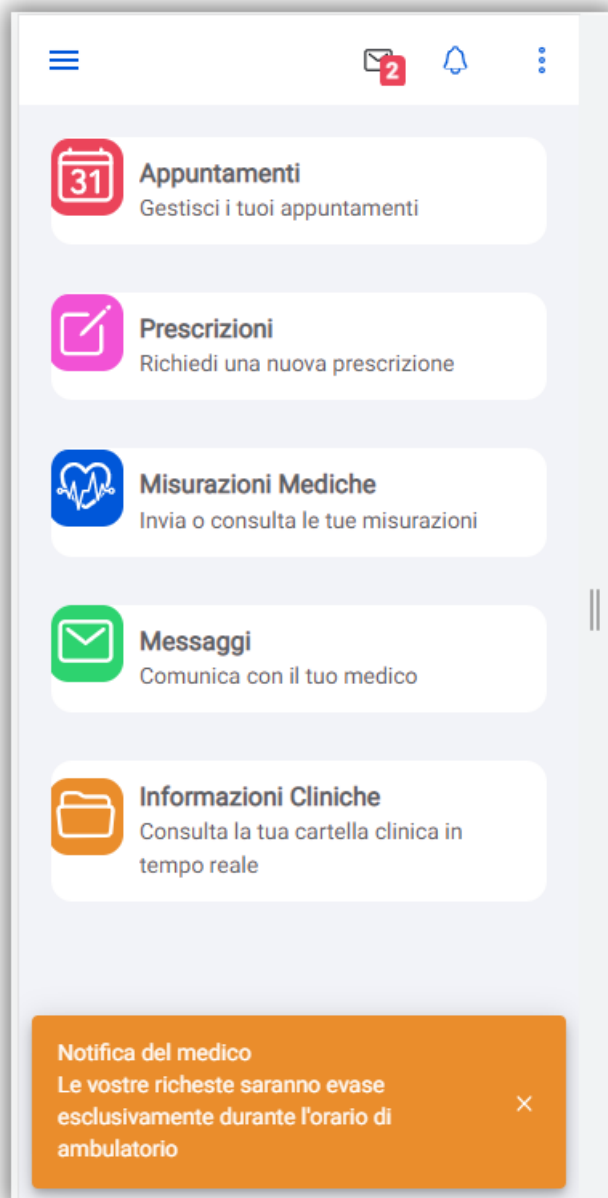 2
31
Appuntamenti
Gestisci i tuoi appuntamenti
Prescrizioni
Richiedi una nuova prescrizione
Misurazioni Mediche
Invia o consulta le tue misurazioni
Messaggi
Comunica con il tuo medico
Informazioni Cliniche
Consulta la tua cartella clinica in
tempo reale
Notifica del medico
Le vostre richeste saranno evase
esclusivamente durante l'orario di
ambulatorio